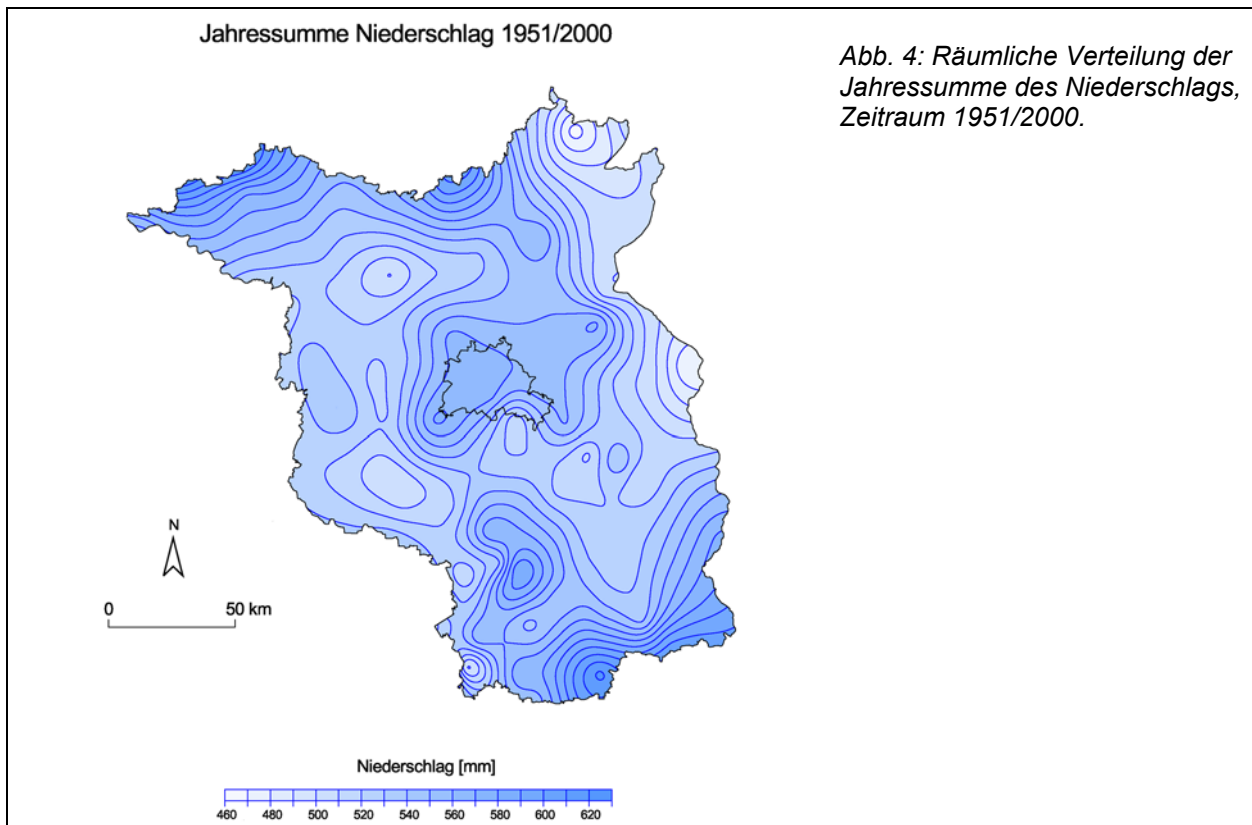 Jahressumme Niederschlag 1951/2000
Abb. 4: Räumliche Verteilung der
Jahressumme des Niederschlags,
Zeitraum 1951/2000.
N
0 50 km
Niederschlag [mm]
460 480 500 520 540 560 580 600 620